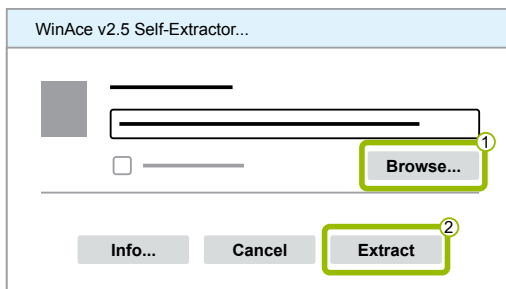 WinAce v2.5 Self-Extractor...
1
Browse...
2
Info... Cancel Extract